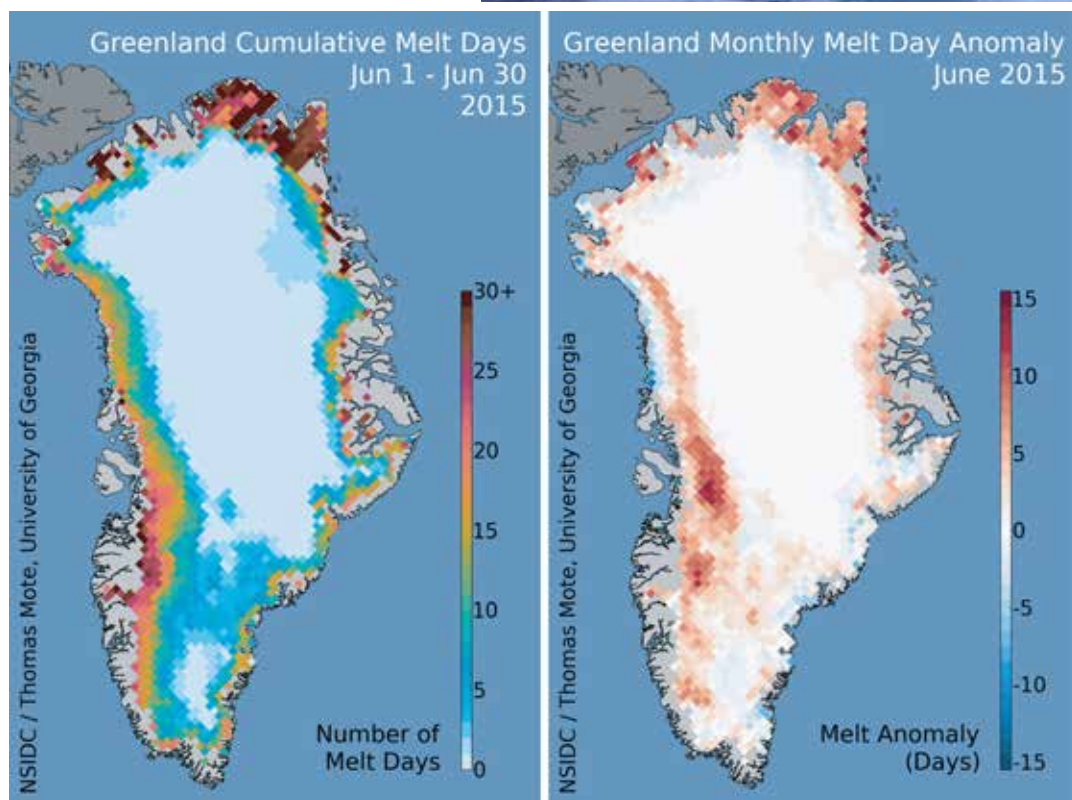 Greenland Cumulative Melt Days
Jun 1 - Jun 30
2015
30+
25
20
15
10
5
0
Number of
Melt Days
NSIDC / Thomas Mote, University of Georgia
Greenland Monthly Melt Day Anomaly
June 2015
15
10
5
0
-5
-10
-15
Melt Anomaly
(Days)
NSIDC / Thomas Mote, University of Georgia